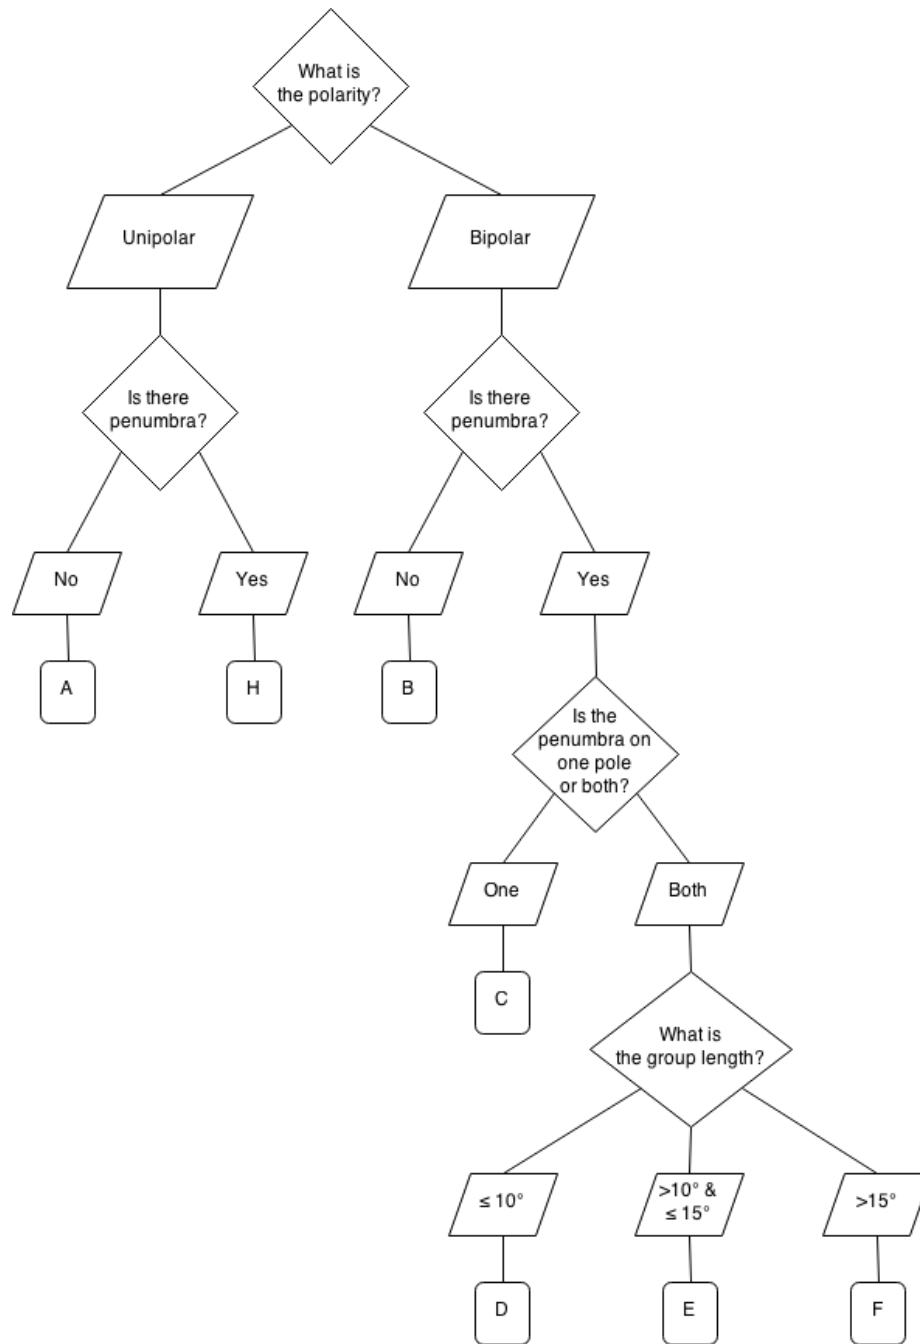 What is
the polarity?
Unipolar
Bipolar
Is there
penumbra?
Is there
penumbra?
No
Yes
No
Yes
A
H
B
Is the
penumbra on
one pole
or both?
One
Both
C
What is
the group length?
≤ 10°
>10° &
≤ 15°
>15°
D
E
F